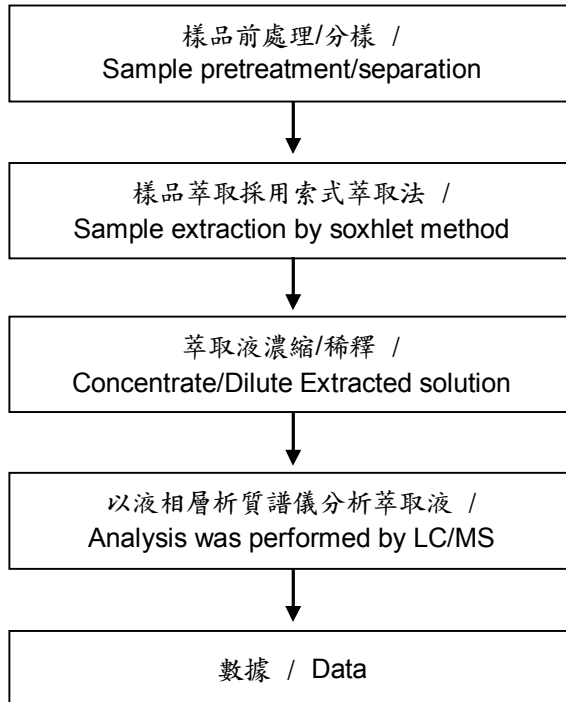 樣品前處理/分樣 /
Sample pretreatment/separation
樣品萃取採用索式萃取法 /
Sample extraction by soxhlet method
萃取液濃縮/稀釋 /
Concentrate/Dilute Extracted solution
以液相層析質譜儀分析萃取液 /
Analysis was performed by LC/MS
數據 / Data